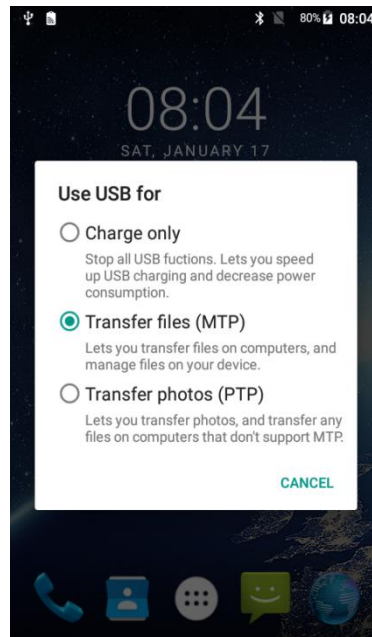 80% 08:04
08:04
SAT, JANUARY 17
Use USB for
Charge only
Stop all USB fuctions. Lets you speed
up USB charging and decrease power
consumption.
Transfer files (MTP)
Lets you transfer files on computers, and
manage files on your device.
Transfer photos (PTP)
Lets you transfer photos, and transfer any
files on computers that don't support MTP.
CANCEL